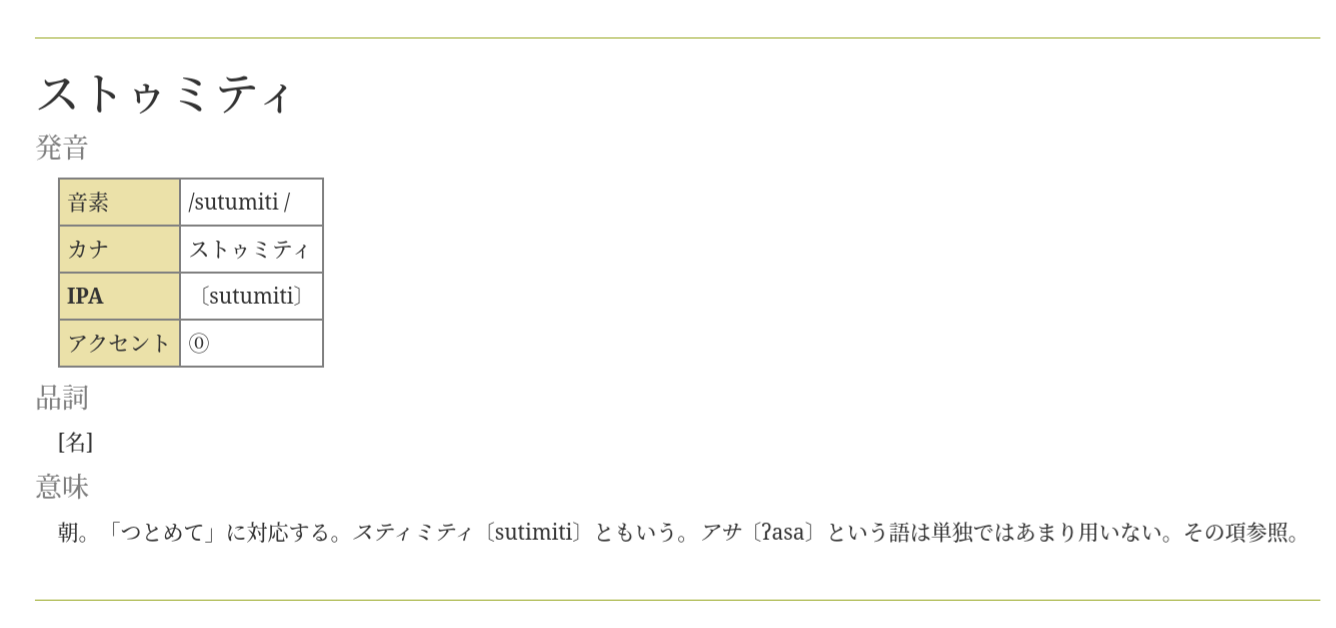 ストゥミティ
発音
音素 /sutumiti /
カナ ストゥミティ
IPA 〔sutumiti〕
アクセント ⓪
品詞
[名]
意味
朝。「つとめて」に対応する。スティミティ〔sutimiti〕ともいう。アサ〔ʔasa〕という語は単独ではあまり用いない。その項参照。